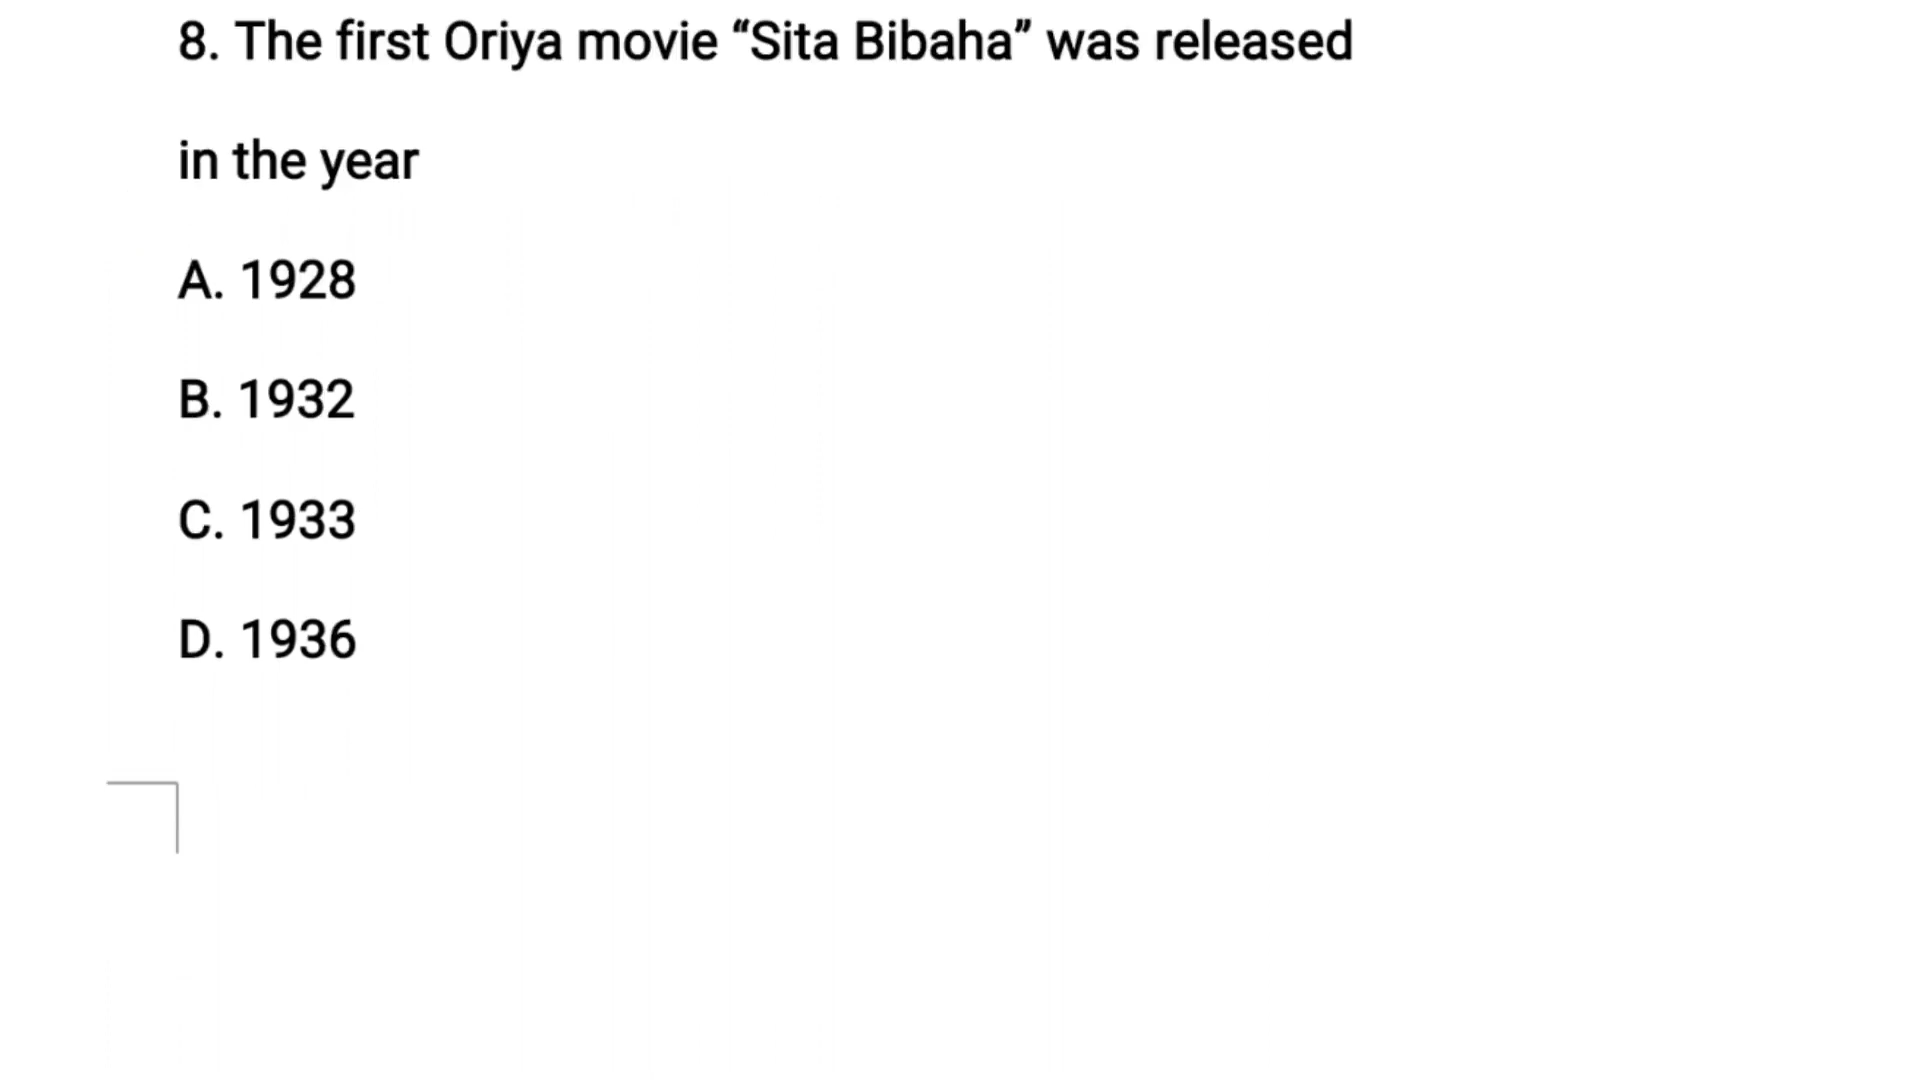 8. The first Oriya movie “Sita Bibaha” was released
in the year
A. 1928
B. 1932
C. 1933
D. 1936